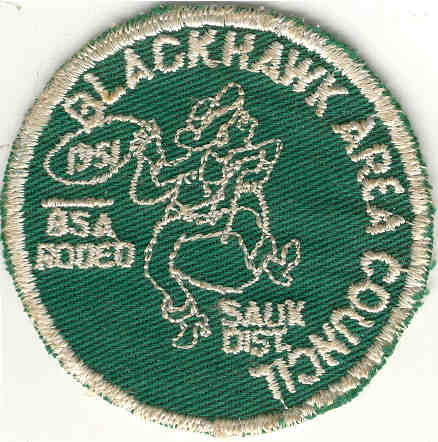 BLACKHAWK AREA COUNCIL
1951
BSA
RODEO
SAUK
DIST.